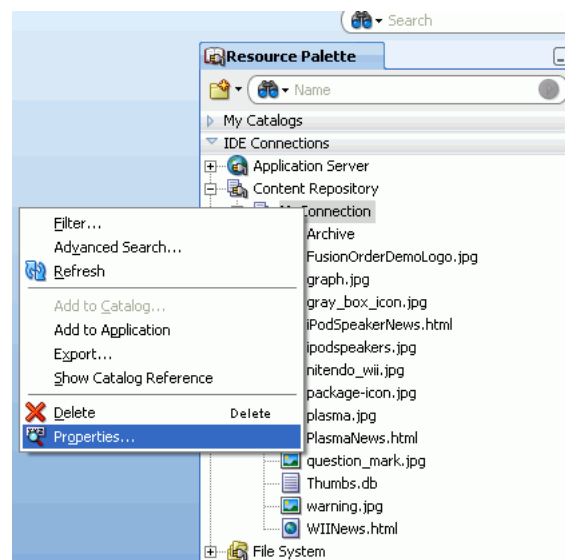 Search
Resource Palette
Name
My Catalogs
IDE Connections
Application Server
Content Repository
Connection
Archive
FusionOrderDemoLogo.jpg
graph.jpg
gray_box_icon.jpg
iPodSpeakerNews.html
ipodspeakers.jpg
nitendo_wii.jpg
package-icon.jpg
plasma.jpg
PlasmaNews.html
question_mark.jpg
Thumbs.db
warning.jpg
WIINews.html
File System
Filter...
Advanced Search...
Refresh
Add to Catalog...
Add to Application
Export...
Show Catalog Reference
Delete Delete
Properties...